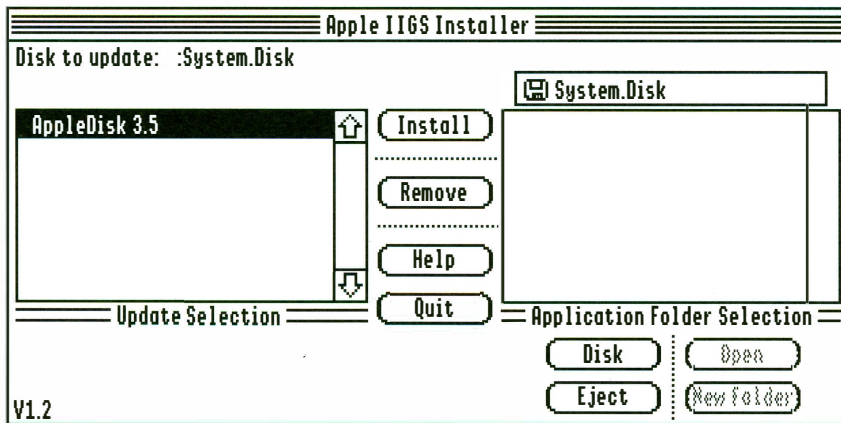 Apple IIGS Installer
Disk to update: :System.Disk
System.Disk
AppleDisk 3.5
Install
Remove
Help
Quit
Update Selection
Application Folder Selection
Disk
Open
Eject
New Folder
V1.2